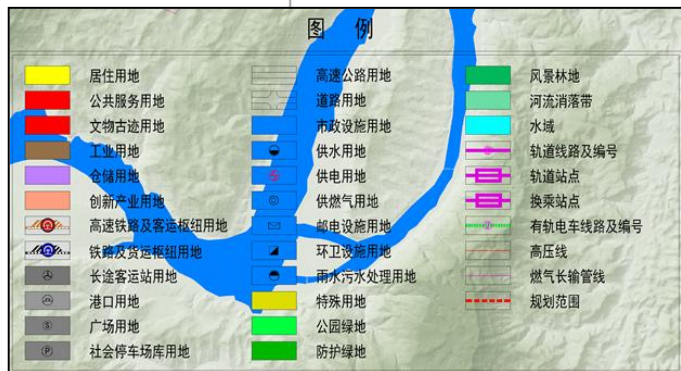 图 例
居住用地
公共服务用地
文物古迹用地
工业用地
仓储用地
创新产业用地
高速铁路及客运枢纽用地
铁路及货运枢纽用地
长途客运站用地
港口用地
广场用地
社会停车场库用地
高速公路用地
道路用地
市政设施用地
供水用地
供电用地
供燃气用地
邮电设施用地
环卫设施用地
雨水污水处理用地
特殊用地
公园绿地
防护绿地
风景林地
河流消落带
水域
轨道线路及编号
轨道站点
换乘站点
有轨电车线路及编号
高压线
燃气长输管线
规划范围